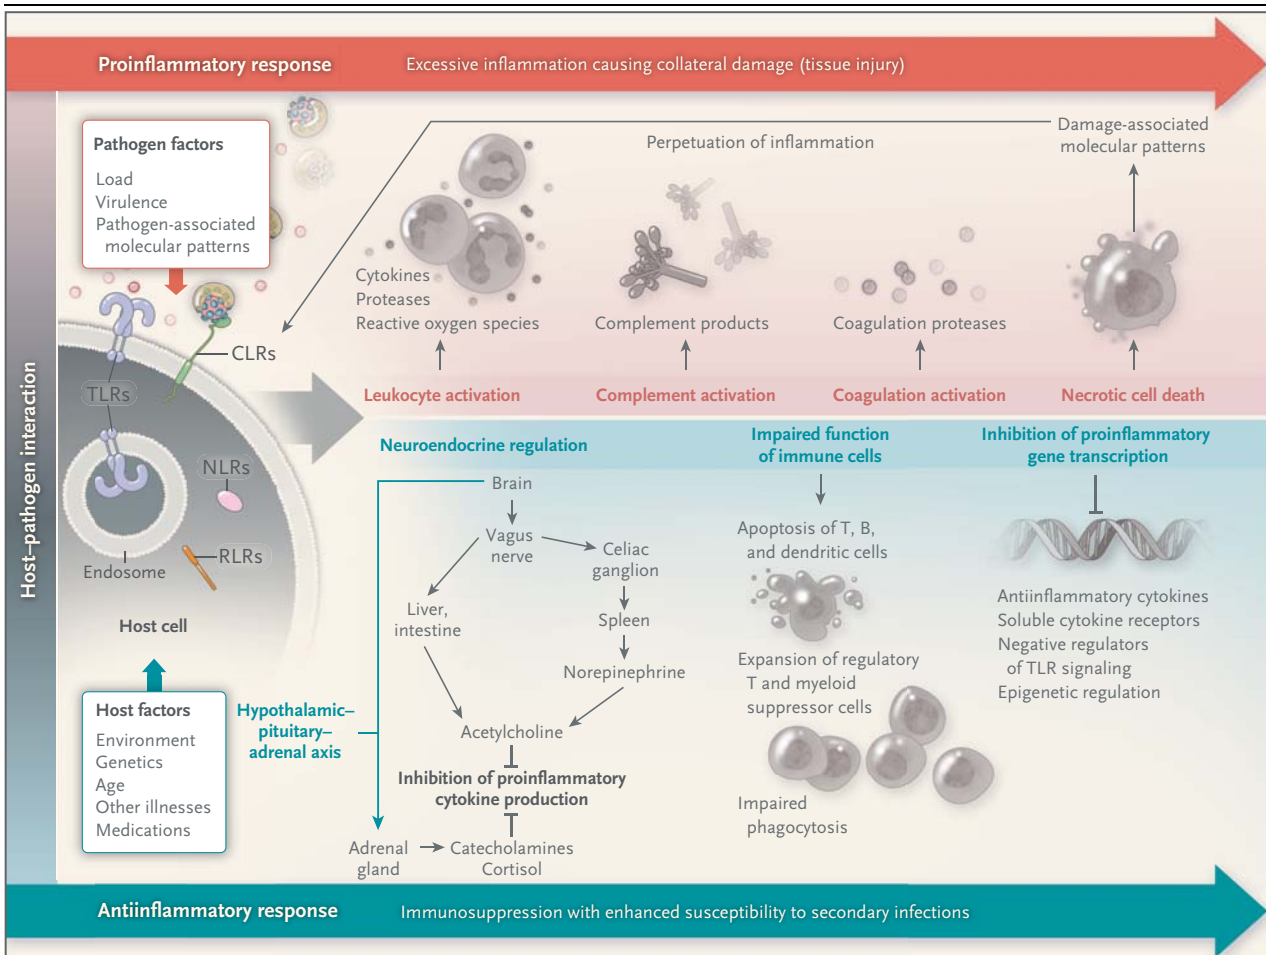 Proinflammatory response
Excessive inflammation causing collateral damage (tissue injury)
Host–pathogen interaction
Pathogen factors
Load
Virulence
Pathogen-associated
molecular patterns
TLRs
CLRs
NLRs
RLRs
Endosome
Host cell
Host factors
Environment
Genetics
Age
Other illnesses
Medications
Perpetuation of inflammation
Damage-associated
molecular patterns
Cytokines
Proteases
Reactive oxygen species
Complement products
Coagulation proteases
Leukocyte activation
Complement activation
Coagulation activation
Necrotic cell death
Neuroendocrine regulation
Brain
Vagus
nerve
Celiac
ganglion
Liver,
intestine
Spleen
Norepinephrine
Hypothalamic–
pituitary–
adrenal axis
Acetylcholine
Inhibition of proinflammatory
cytokine production
Adrenal
gland
Catecholamines
Cortisol
Impaired function
of immune cells
Apoptosis of T, B,
and dendritic cells
Expansion of regulatory
T and myeloid
suppressor cells
Impaired
phagocytosis
Inhibition of proinflammatory
gene transcription
Antiinflammatory cytokines
Soluble cytokine receptors
Negative regulators
of TLR signaling
Epigenetic regulation
Antiinflammatory response
Immunosuppression with enhanced susceptibility to secondary infections